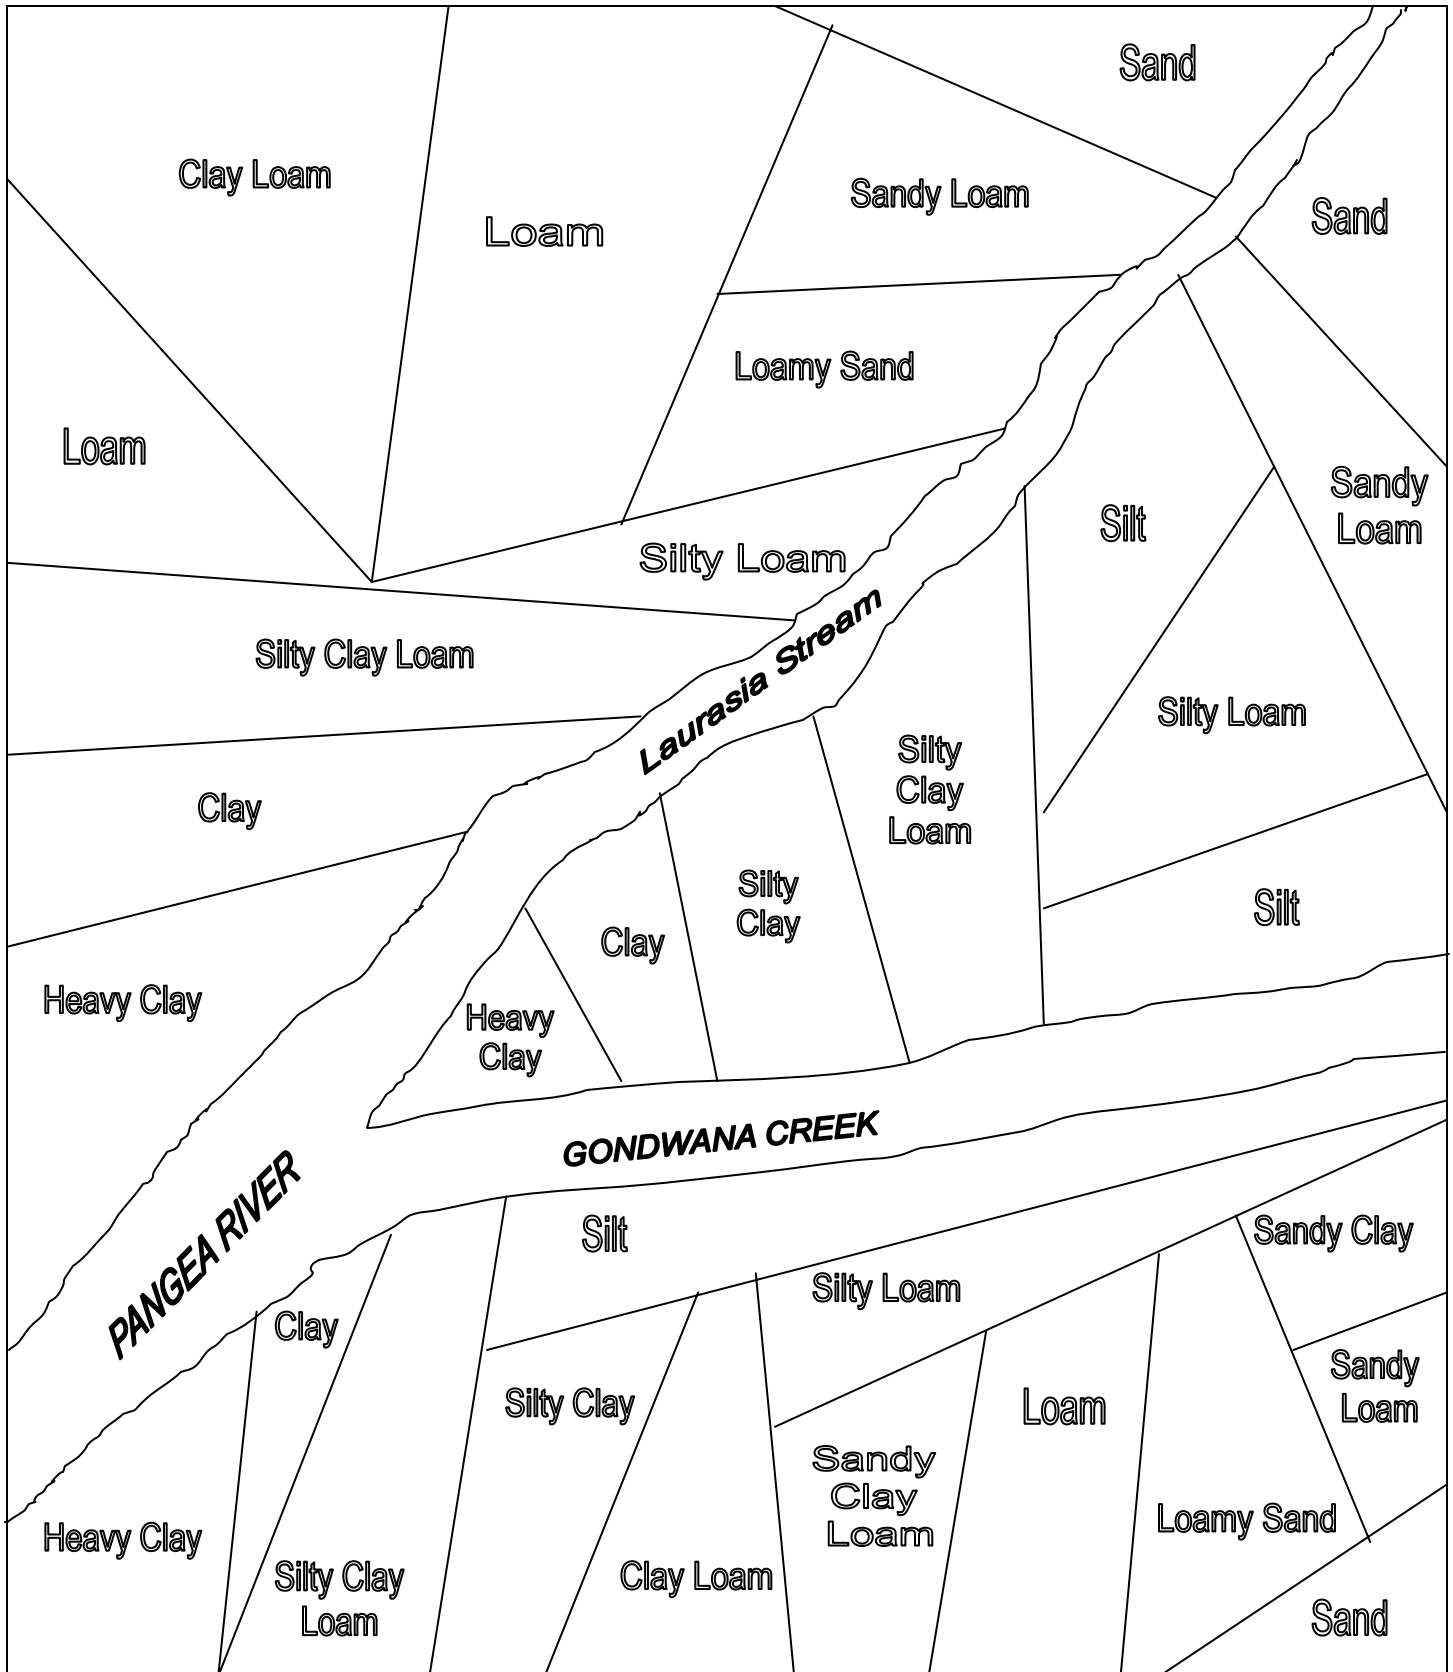 Sand
Clay Loam
Sandy Loam
Loam
Sand
Loamy Sand
Loam
Sandy
Loam
Silt
Silty Loam
Laurasia Stream
Silty Clay Loam
Silty Loam
Silty
Clay
Loam
Clay
Silty
Clay
Silt
Clay
Heavy Clay
Heavy
Clay
GONDWANA CREEK
PANGEA RIVER
Silt
Sandy Clay
Silty Loam
Clay
Sandy
Loam
Silty Clay
Loam
Sandy
Clay
Loam
Loamy Sand
Heavy Clay
Silty Clay
Loam
Clay Loam
Sand